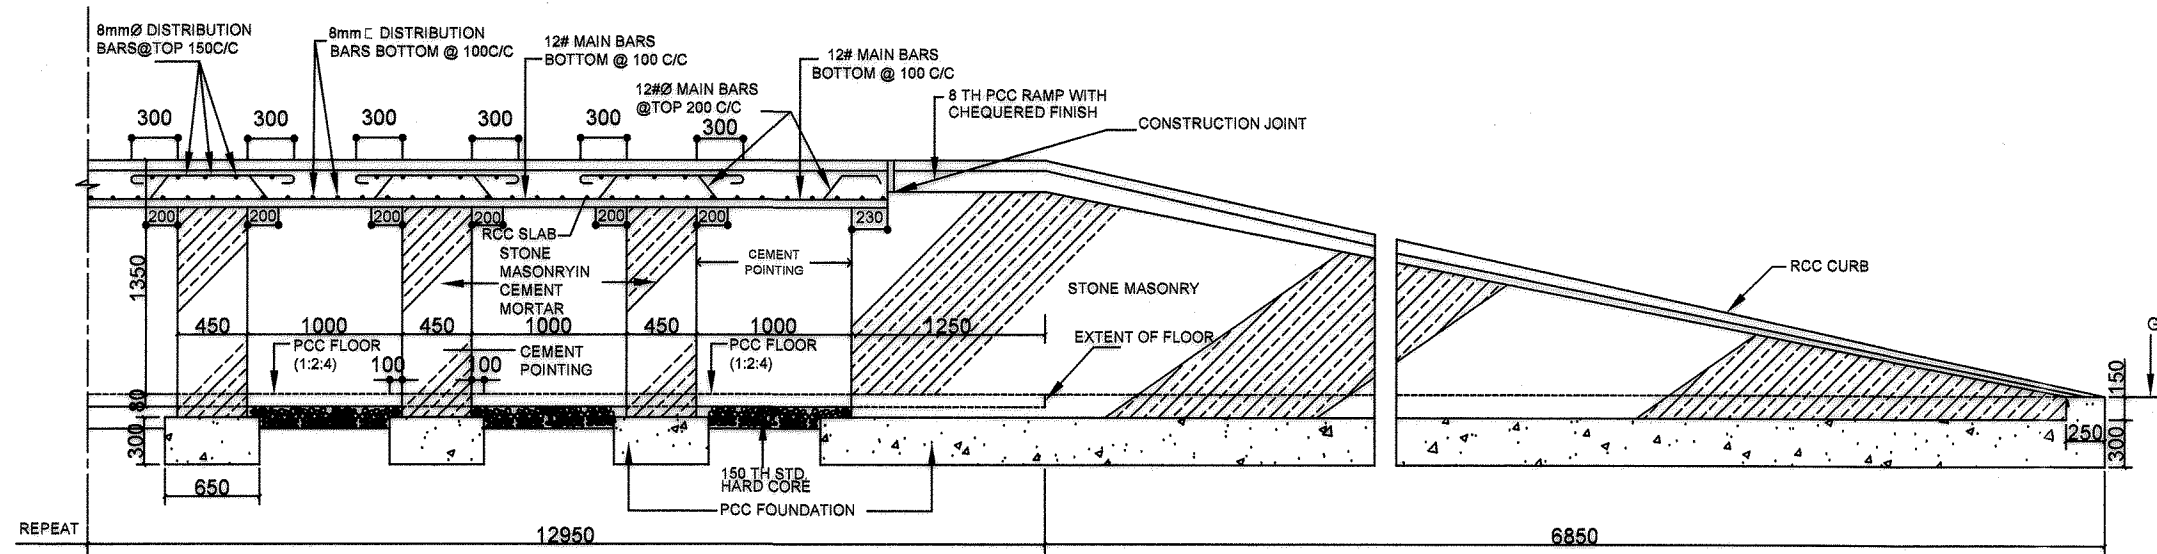 8mmØ DISTRIBUTION
BARS@TOP 150C/C
8mm□ DISTRIBUTION
BARS BOTTOM @ 100C/C
12# MAIN BARS
BOTTOM @ 100 C/C
12#Ø MAIN BARS
@TOP 200 C/C
12# MAIN BARS
BOTTOM @ 100 C/C
8 TH PCC RAMP WITH
CHEQUERED FINISH
CONSTRUCTION JOINT
300
300
300
300
300
300
200
200
200
200
200
200
230
RCC SLAB
STONE
MASONRYIN
CEMENT
MORTAR
CEMENT
POINTING
1350
STONE MASONRY
RCC CURB
450
1000
450
1000
450
1000
1250
PCC FLOOR
(1:2:4)
100
100
CEMENT
POINTING
PCC FLOOR
(1:2:4)
EXTENT OF FLOOR
G
150
80
300
250
300
650
150 TH STD.
HARD CORE
PCC FOUNDATION
REPEAT
12950
6850